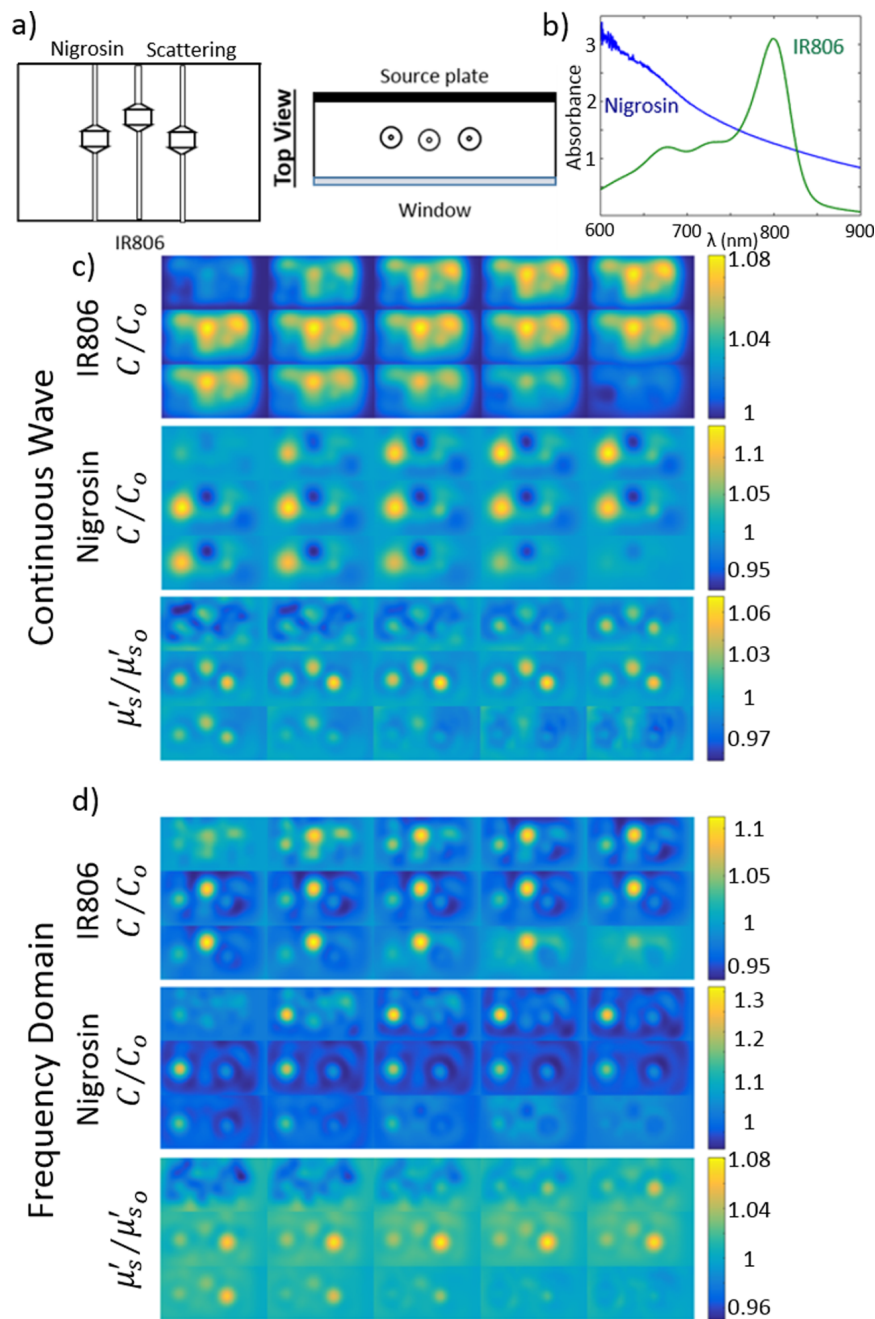 a)
Nigrosin Scattering
IR806
Top View
Source plate
Window
b)
Absorbance
3
2
1
Nigrosin
IR806
600 700 800 900
λ (nm)
c)
Continuous Wave
IR806
C/Co
1.08
1.04
1
Nigrosin
C/Co
1.1
1.05
1
0.95
μ's/μ'so
1.06
1.03
1
0.97
d)
Frequency Domain
IR806
C/Co
1.1
1.05
1
0.95
Nigrosin
C/Co
1.3
1.2
1.1
1
μ's/μ'so
1.08
1.04
1
0.96